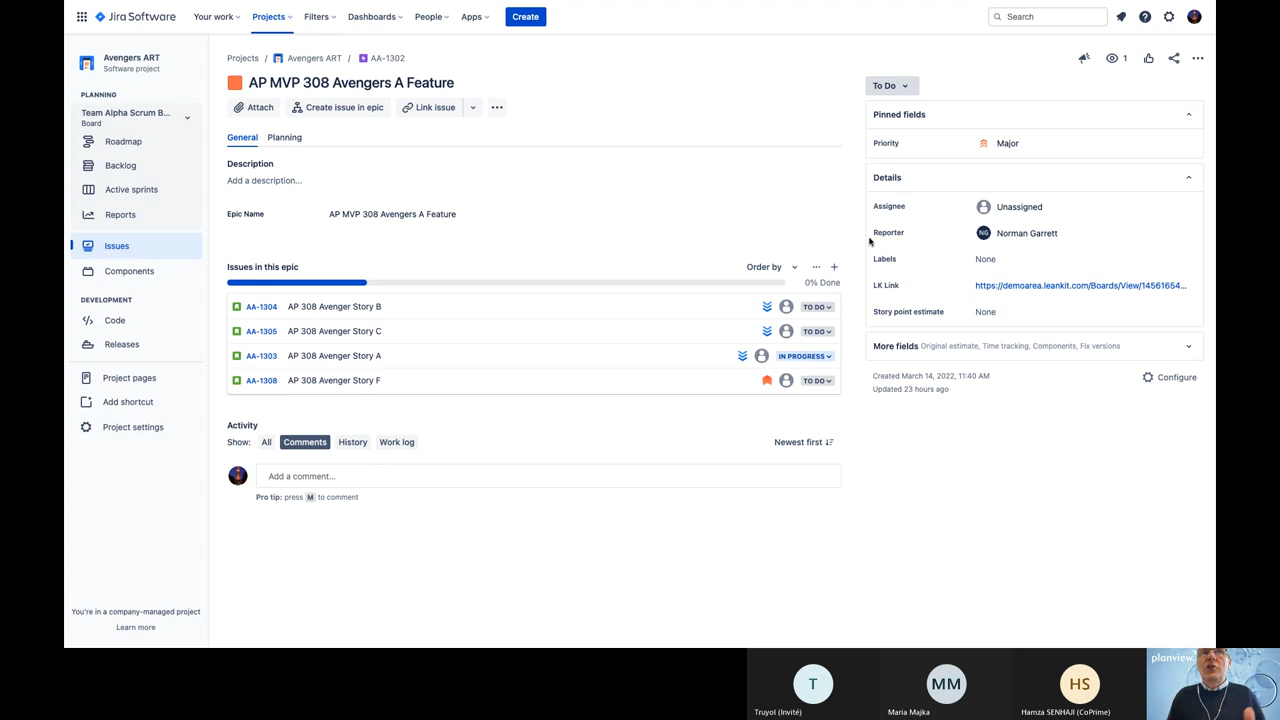 Jira Software
Your work
Projects
Filters
Dashboards
People
Apps
Create
Search
Avengers ART
Software project
PLANNING
Team Alpha Scrum B...
Board
Roadmap
Backlog
Active sprints
Reports
Issues
Components
DEVELOPMENT
Code
Releases
Project pages
Add shortcut
Project settings
You're in a company-managed project
Learn more
Projects / Avengers ART / AA-1302
1
AP MVP 308 Avengers A Feature
Attach
Create issue in epic
Link issue
General
Planning
Description
Add a description...
Epic Name
AP MVP 308 Avengers A Feature
Issues in this epic
Order by
0% Done
AA-1304 AP 308 Avenger Story B TO DO
AA-1305 AP 308 Avenger Story C TO DO
AA-1303 AP 308 Avenger Story A IN PROGRESS
AA-1308 AP 308 Avenger Story F TO DO
Activity
Show: All Comments History Work log
Newest first
Add a comment...
Pro tip: press M to comment
To Do
Pinned fields
Priority
Major
Details
Assignee
Unassigned
Reporter
NG
Norman Garrett
Labels
None
LK Link
https://demoarea.leankit.com/Boards/View/14561654...
Story point estimate
None
More fields Original estimate, Time tracking, Components, Fix versions
Created March 14, 2022, 11:40 AM
Updated 23 hours ago
Configure
T
Truyol (Invité)
MM
Maria Majka
HS
Hamza SENHAJI (CoPrime)
planview